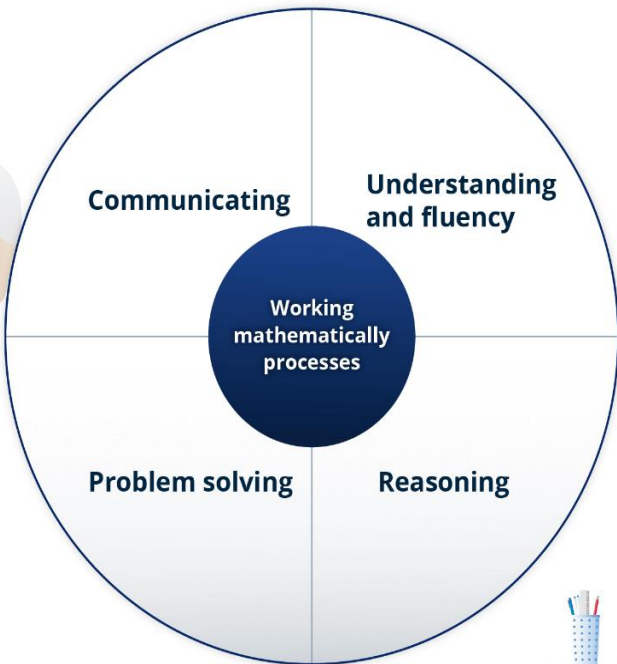 Communicating
Understanding
and fluency
Working
mathematically
processes
Problem solving
Reasoning